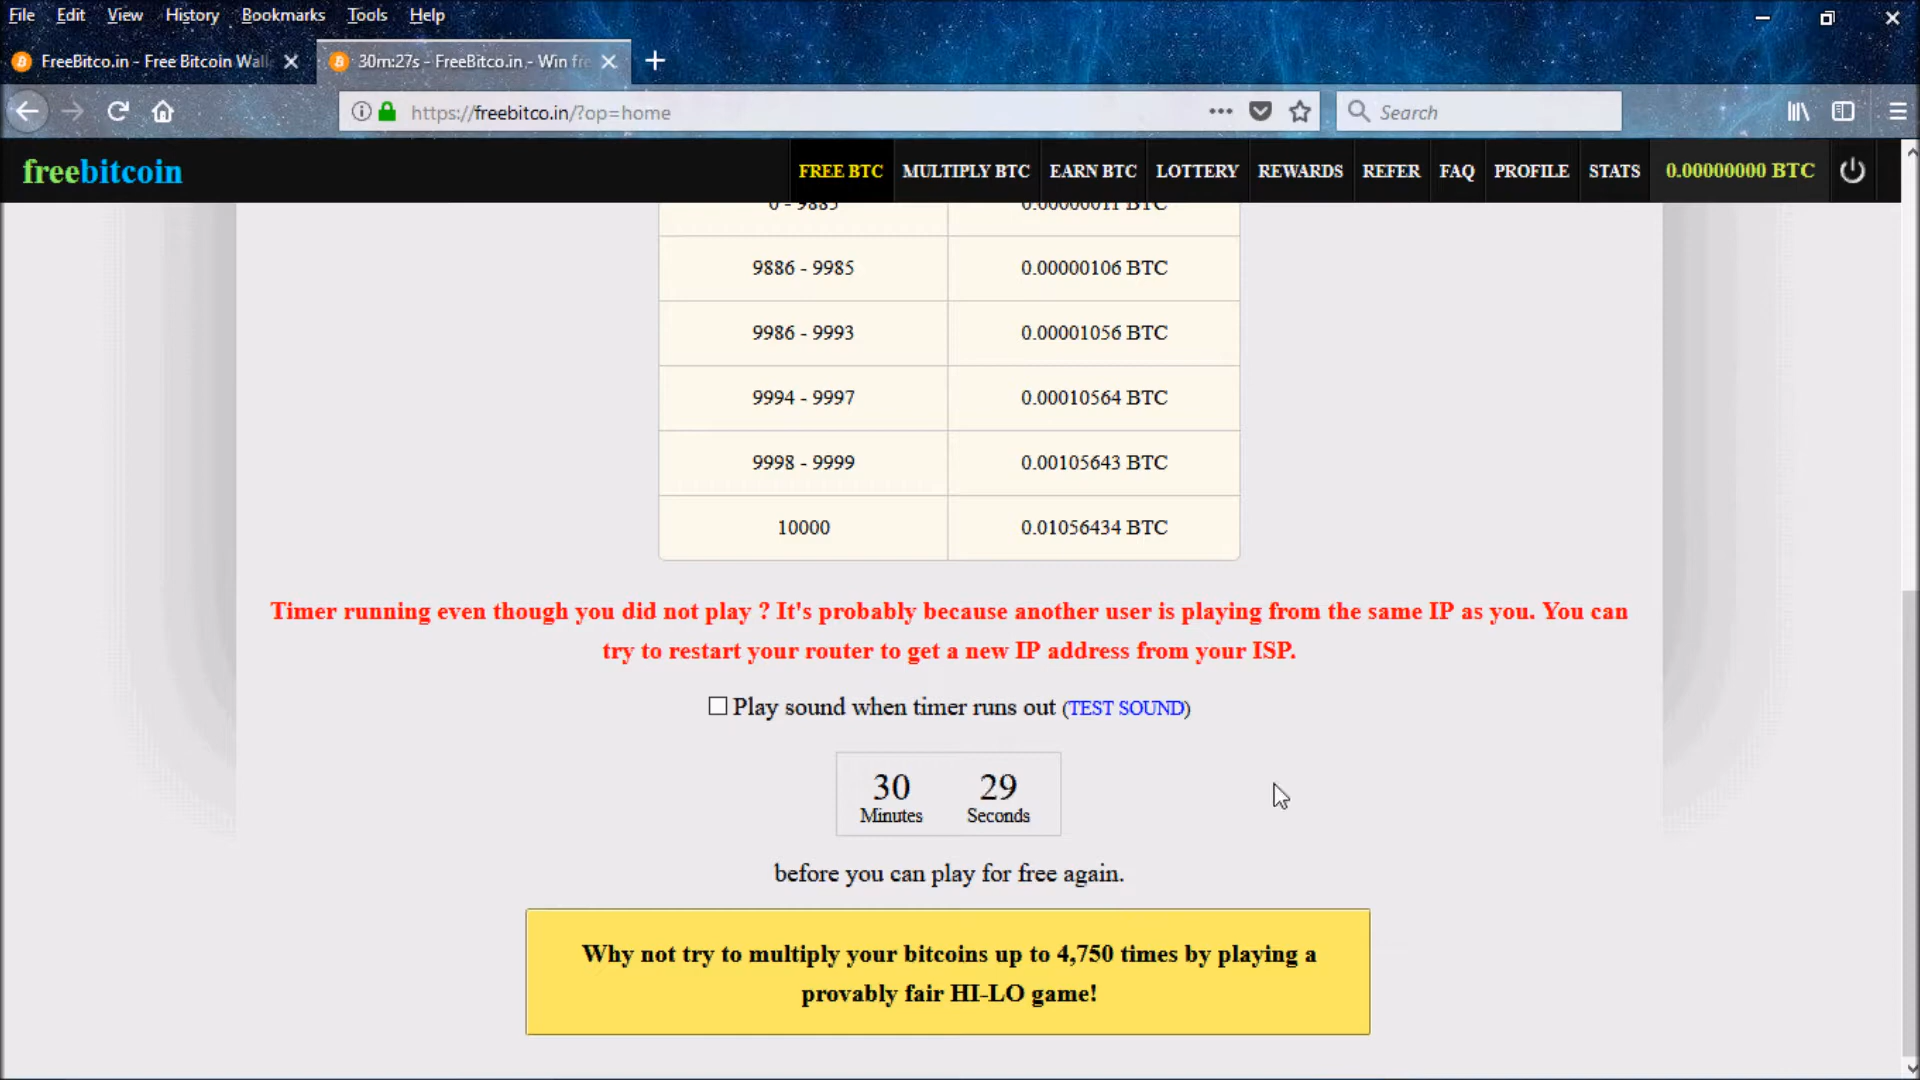 File Edit View History Bookmarks Tools Help
FreeBitco.in - Free Bitcoin Wall
30m:27s - FreeBitco.in - Win fre
https://freebitco.in/?op=home
Search
freebitcoin
FREE BTC MULTIPLY BTC EARN BTC LOTTERY REWARDS REFER FAQ PROFILE STATS 0.00000000 BTC
0 - 9885 0.00000011 BTC
9886 - 9985 0.00000106 BTC
9986 - 9993 0.00001056 BTC
9994 - 9997 0.00010564 BTC
9998 - 9999 0.00105643 BTC
10000 0.01056434 BTC
Timer running even though you did not play ? It's probably because another user is playing from the same IP as you. You can
try to restart your router to get a new IP address from your ISP.
Play sound when timer runs out (TEST SOUND)
30 29
Minutes Seconds
before you can play for free again.
Why not try to multiply your bitcoins up to 4,750 times by playing a
provably fair HI-LO game!